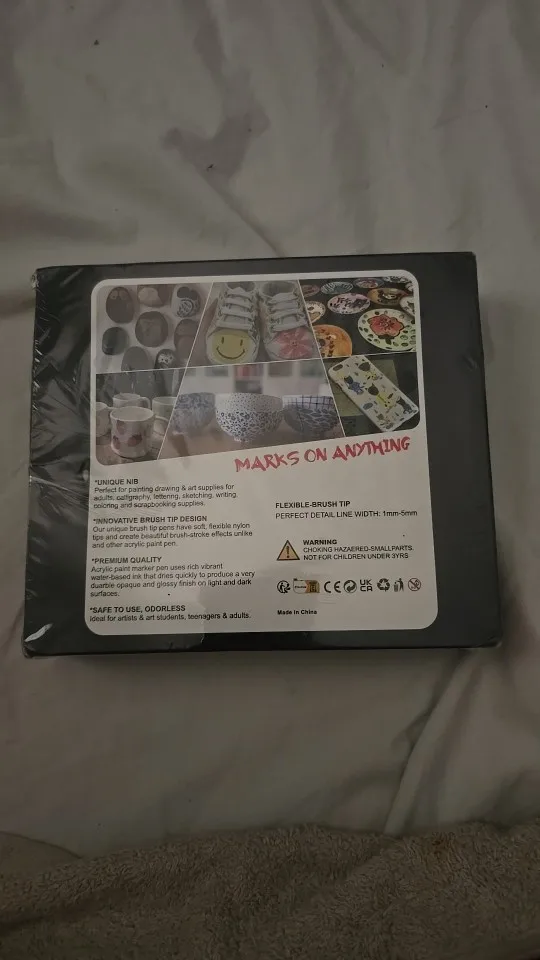 MARKS ON ANYTHING
*UNIQUE NIB
Perfect for painting drawing & art supplies for
adults, calligraphy, lettering, sketching, writing
coloring and scrapbooking supplies.
*INNOVATIVE BRUSH TIP DESIGN
Our unique brush tip pens have soft, flexible nylon
tips and create beautiful brush-stroke effects unlike
and other acrylic paint pen.
*PREMIUM QUALITY
Acrylic paint marker pen uses rich vibrant
water-based ink that dries quickly to produce a very
duarble opaque and glossy finish on light and dark
surfaces.
*SAFE TO USE, ODORLESS
Ideal for artists & art students, teenagers & adults.
FLEXIBLE-BRUSH TIP
PERFECT DETAIL LINE WIDTH: 1mm-5mm
WARNING
CHOKING HAZAERED-SMALLPARTS.
NOT FOR CHILDREN UNDER 3YRS
CE UK CA
Made in China